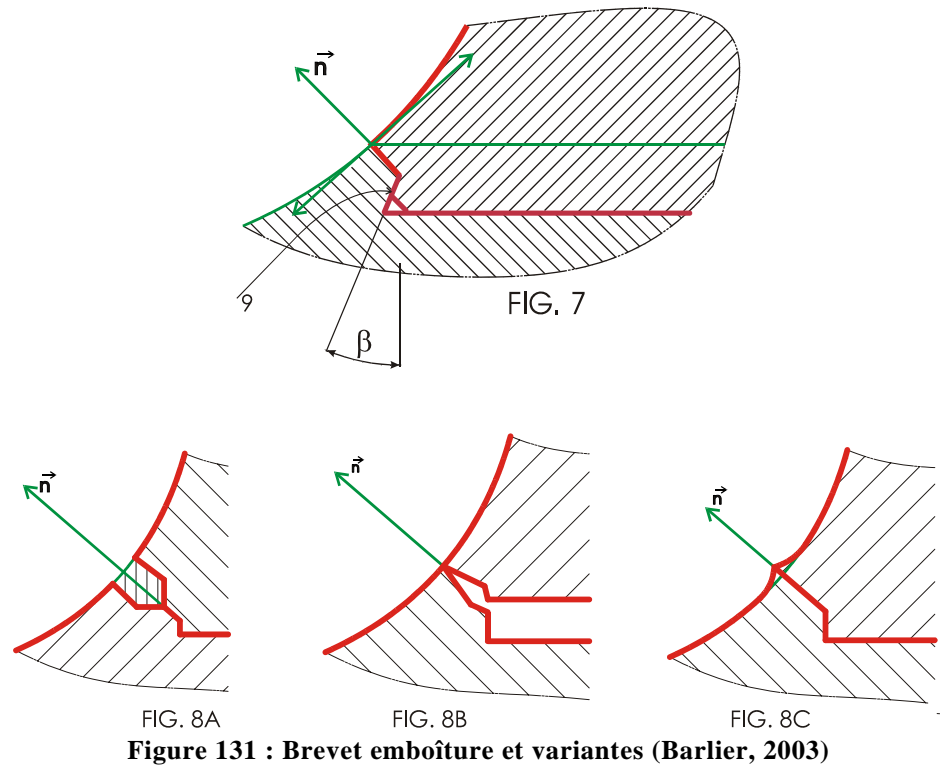 n
9
FIG. 7
β
n
n
n
FIG. 8A
FIG. 8B
FIG. 8C
Figure 131 : Brevet emboîture et variantes (Barlier, 2003)